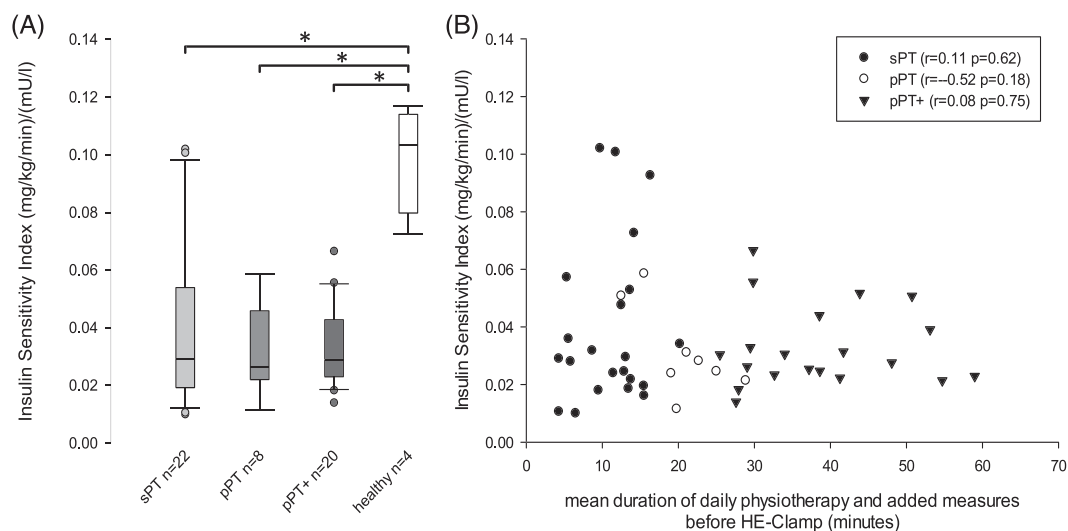 (A)
Insulin Sensitivity Index (mg/kg/min)/(mU/l)
0.14
0.12
0.10
0.08
0.06
0.04
0.02
0.00
*
*
*
sPT n=22
pPT n=8
pPT+ n=20
healthy n=4
(B)
Insulin Sensitivity Index (mg/kg/min)/(mU/l)
0.14
0.12
0.10
0.08
0.06
0.04
0.02
0.00
sPT (r=0.11 p=0.62)
pPT (r=--0.52 p=0.18)
pPT+ (r=0.08 p=0.75)
0 10 20 30 40 50 60 70
mean duration of daily physiotherapy and added measures
before HE-Clamp (minutes)